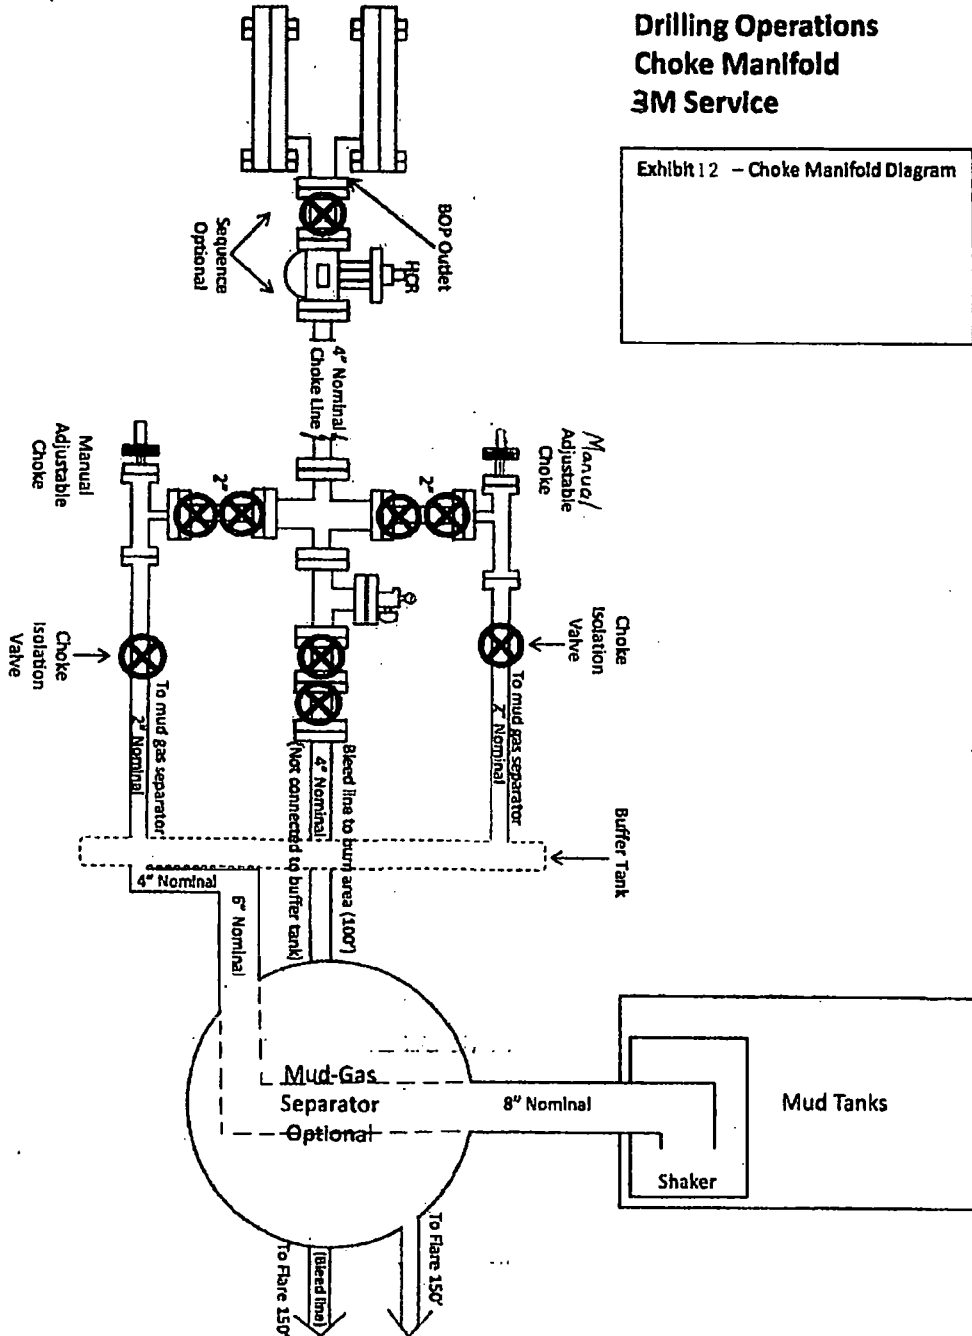 Drilling Operations
Choke Manifold
3M Service
Exhibit 12 – Choke Manifold Diagram
BOP Outlet
HCR
Sequence
Optional
4" Nominal
Choke Line
Manual
Adjustable
Choke
2"
2"
Manual
Adjustable
Choke
Choke
Isolation
Valve
Choke
Isolation
Valve
To mud gas separator
2" Nominal
To mud gas separator
2" Nominal
Bleed line to burn area (100')
4" Nominal
(Not connected to buffer tank)
Buffer Tank
4" Nominal
6" Nominal
Mud-Gas
Separator
Optional
8" Nominal
Mud Tanks
Shaker
To Flare 150'
(Bleed line)
To Flare 150'